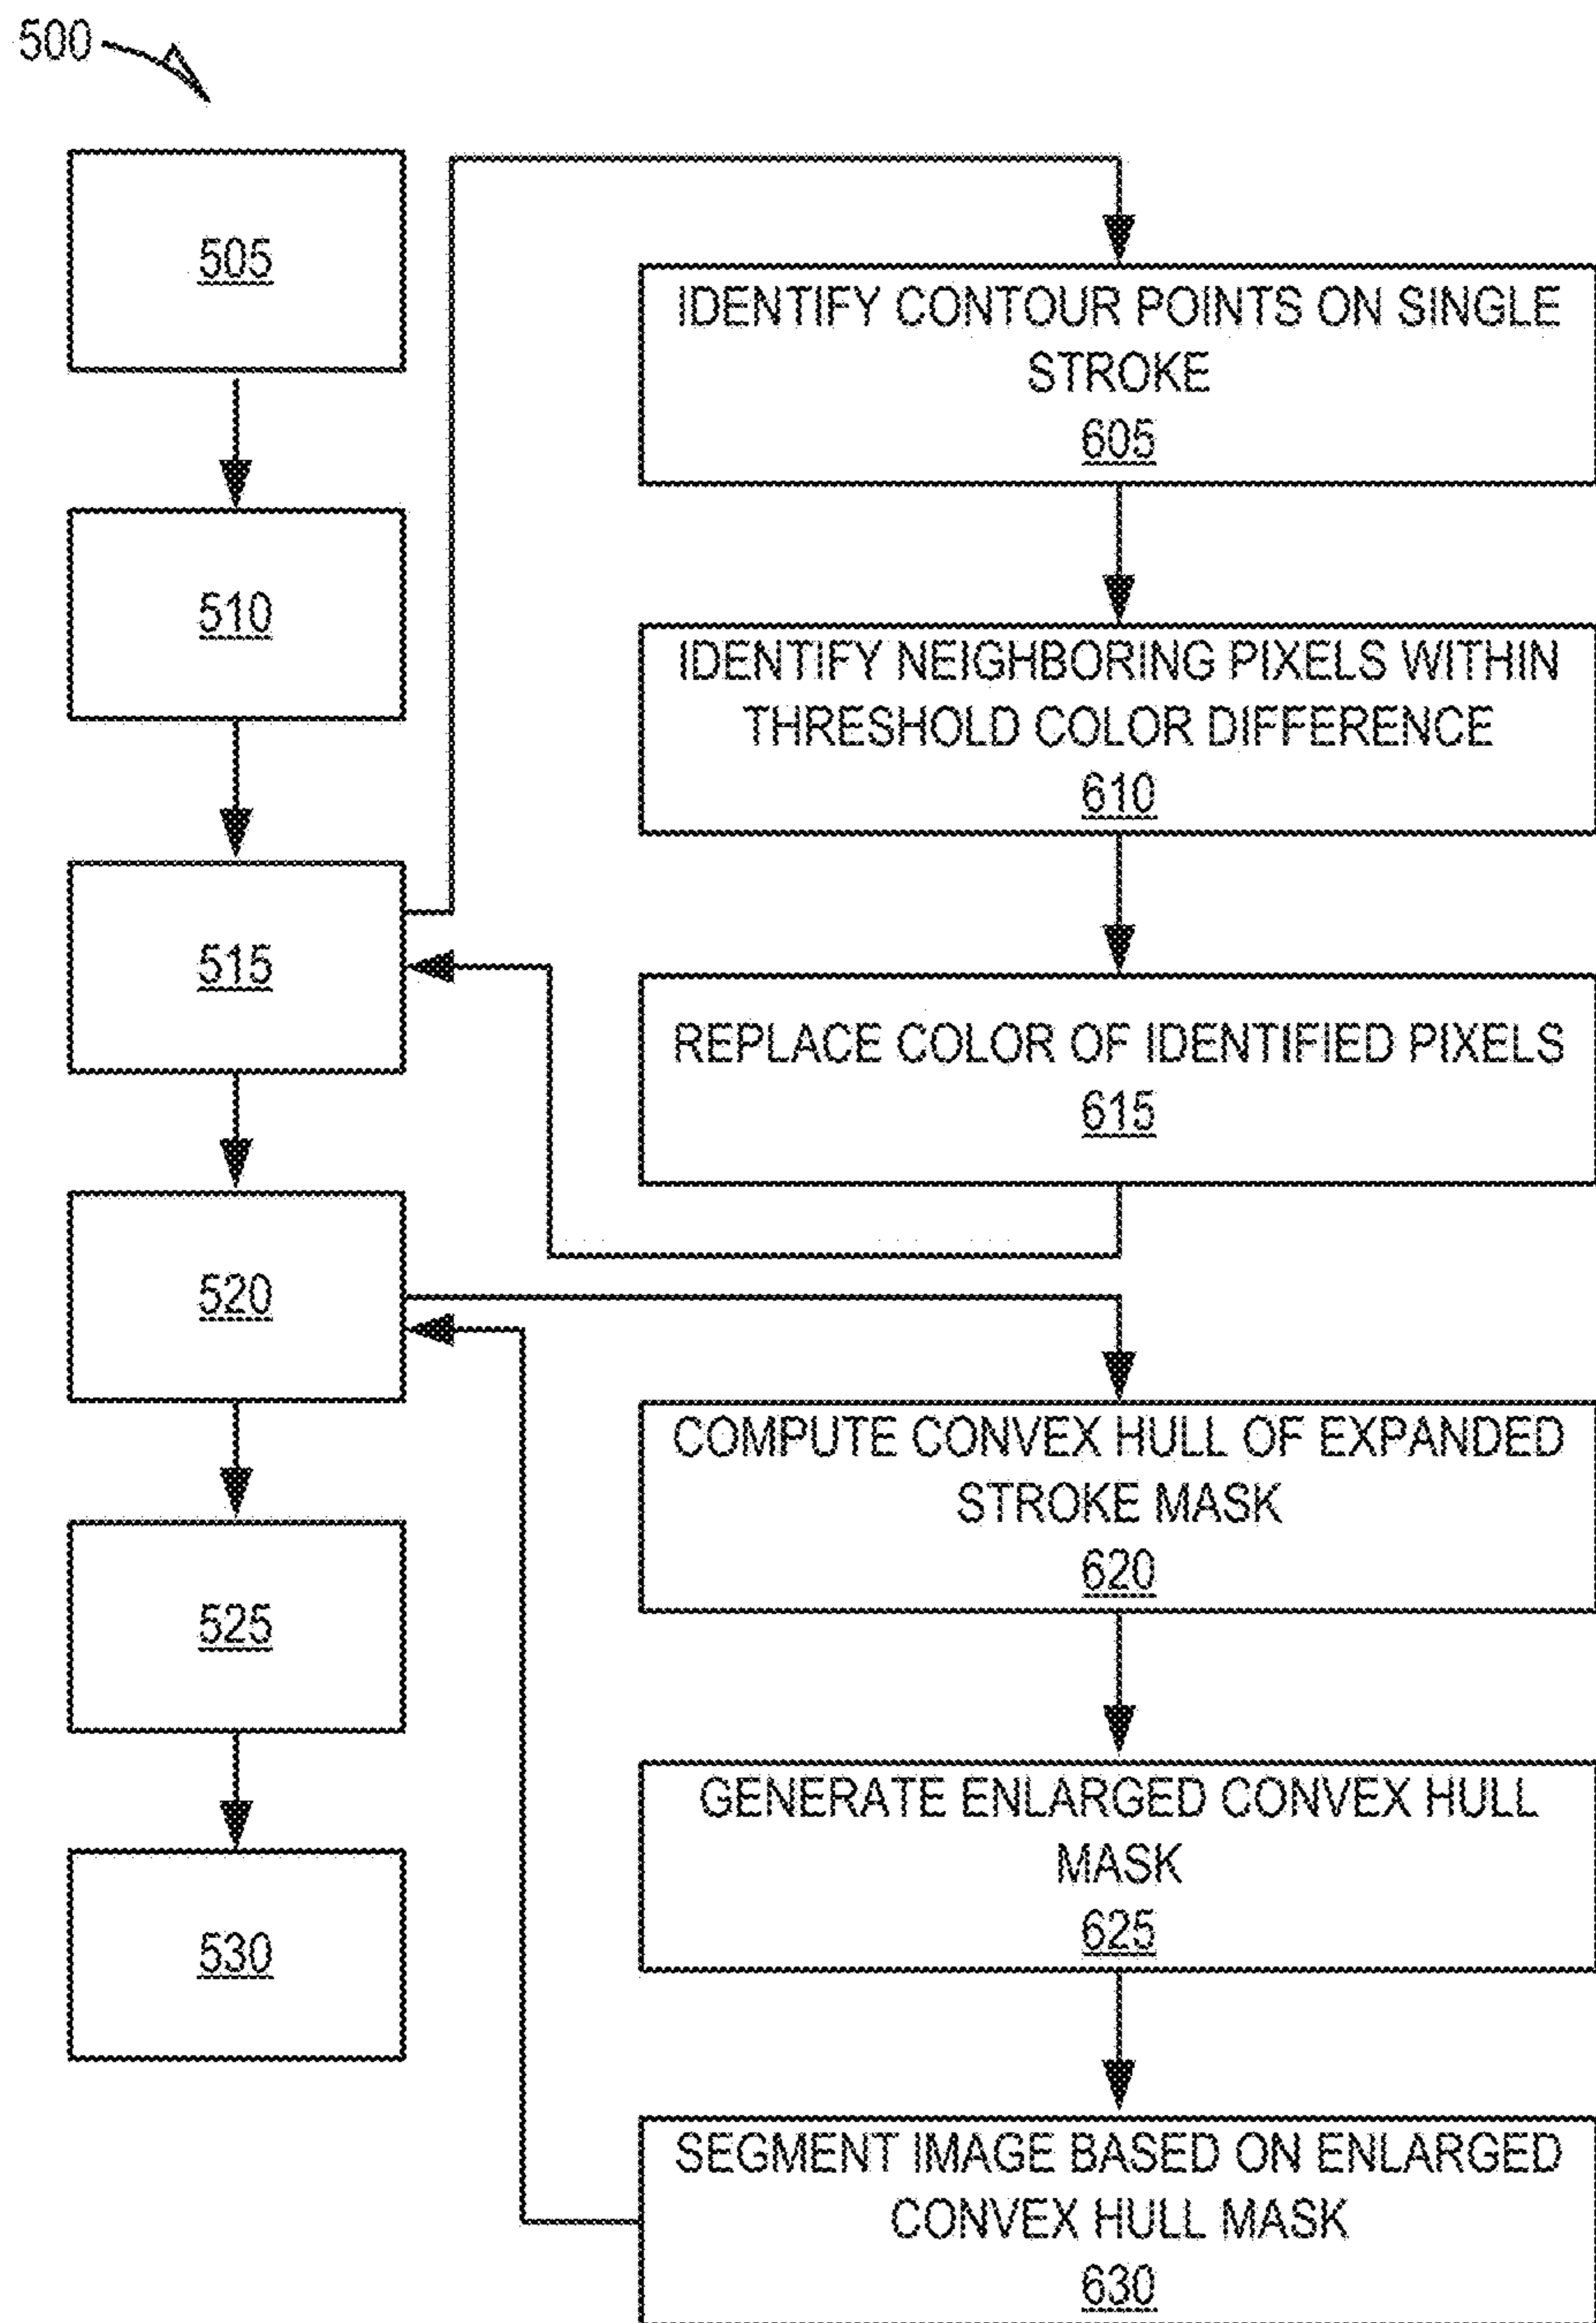 500
505
510
515
520
525
530
IDENTIFY CONTOUR POINTS ON SINGLE
STROKE
605
IDENTIFY NEIGHBORING PIXELS WITHIN
THRESHOLD COLOR DIFFERENCE
610
REPLACE COLOR OF IDENTIFIED PIXELS
615
COMPUTE CONVEX HULL OF EXPANDED
STROKE MASK
620
GENERATE ENLARGED CONVEX HULL
MASK
625
SEGMENT IMAGE BASED ON ENLARGED
CONVEX HULL MASK
630